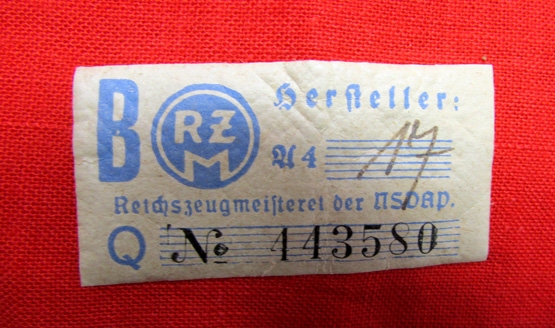 B RZM Hersteller:
A4 17
Reichszeugmeisterei der NSDAP.
Q № 443580